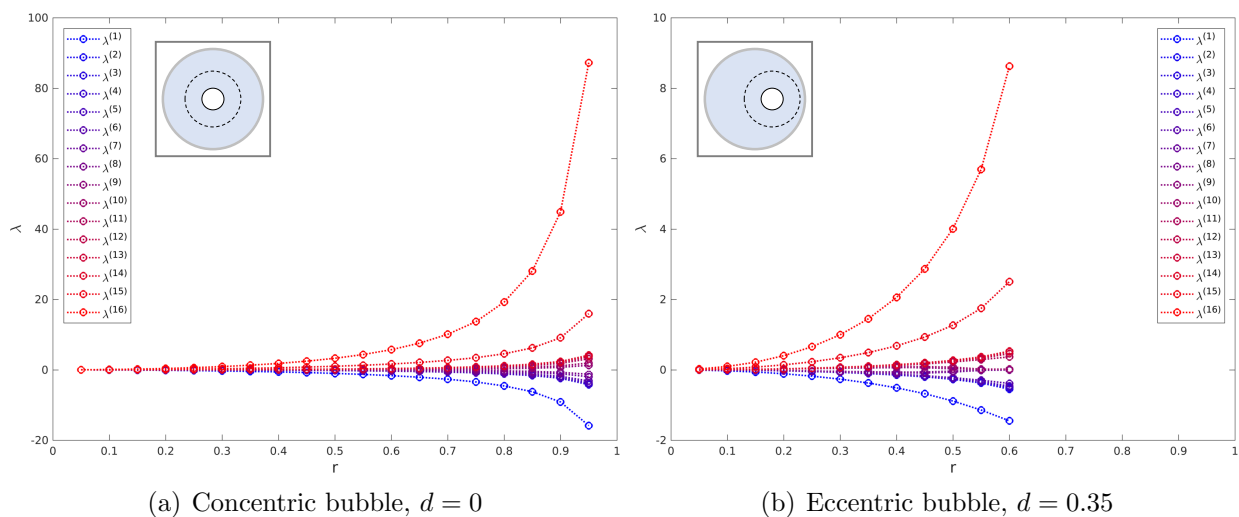 100
80
60
40
20
0
-20
λ
0 0.1 0.2 0.3 0.4 0.5 0.6 0.7 0.8 0.9 1
r
λ(1)
λ(2)
λ(3)
λ(4)
λ(5)
λ(6)
λ(7)
λ(8)
λ(9)
λ(10)
λ(11)
λ(12)
λ(13)
λ(14)
λ(15)
λ(16)
(a) Concentric bubble, d = 0
10
8
6
4
2
0
-2
λ
0 0.1 0.2 0.3 0.4 0.5 0.6 0.7 0.8 0.9 1
r
λ(1)
λ(2)
λ(3)
λ(4)
λ(5)
λ(6)
λ(7)
λ(8)
λ(9)
λ(10)
λ(11)
λ(12)
λ(13)
λ(14)
λ(15)
λ(16)
(b) Eccentric bubble, d = 0.35